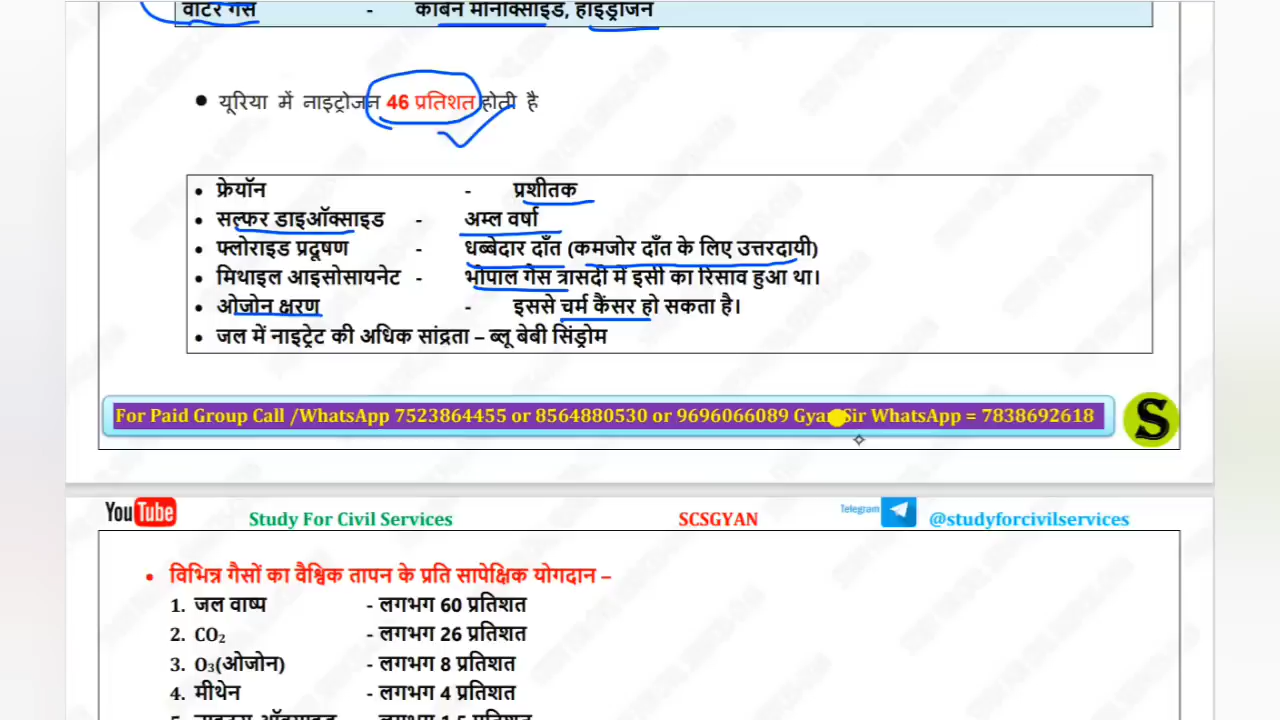 वाटर गैस - कार्बन मोनोक्साइड, हाइड्रोजन
● यूरिया में नाइट्रोजन 46 प्रतिशत होती है
• फ्रेयॉन - प्रशीतक
• सल्फर डाइऑक्साइड - अम्ल वर्षा
• फ्लोराइड प्रदूषण - धब्बेदार दाँत (कमजोर दाँत के लिए उत्तरदायी)
• मिथाइल आइसोसायनेट - भोपाल गैस त्रासदी में इसी का रिसाव हुआ था।
• ओजोन क्षरण - इससे चर्म कैंसर हो सकता है।
• जल में नाइट्रेट की अधिक सांद्रता – ब्लू बेबी सिंड्रोम
For Paid Group Call /WhatsApp 7523864455 or 8564880530 or 9696066089 Gyan Sir WhatsApp = 7838692618
S
YouTube Study For Civil Services SCSGYAN Telegram @studyforcivilservices
• विभिन्न गैसों का वैश्विक तापन के प्रति सापेक्षिक योगदान –
1. जल वाष्प - लगभग 60 प्रतिशत
2. CO₂ - लगभग 26 प्रतिशत
3. O₃(ओजोन) - लगभग 8 प्रतिशत
4. मीथेन - लगभग 4 प्रतिशत